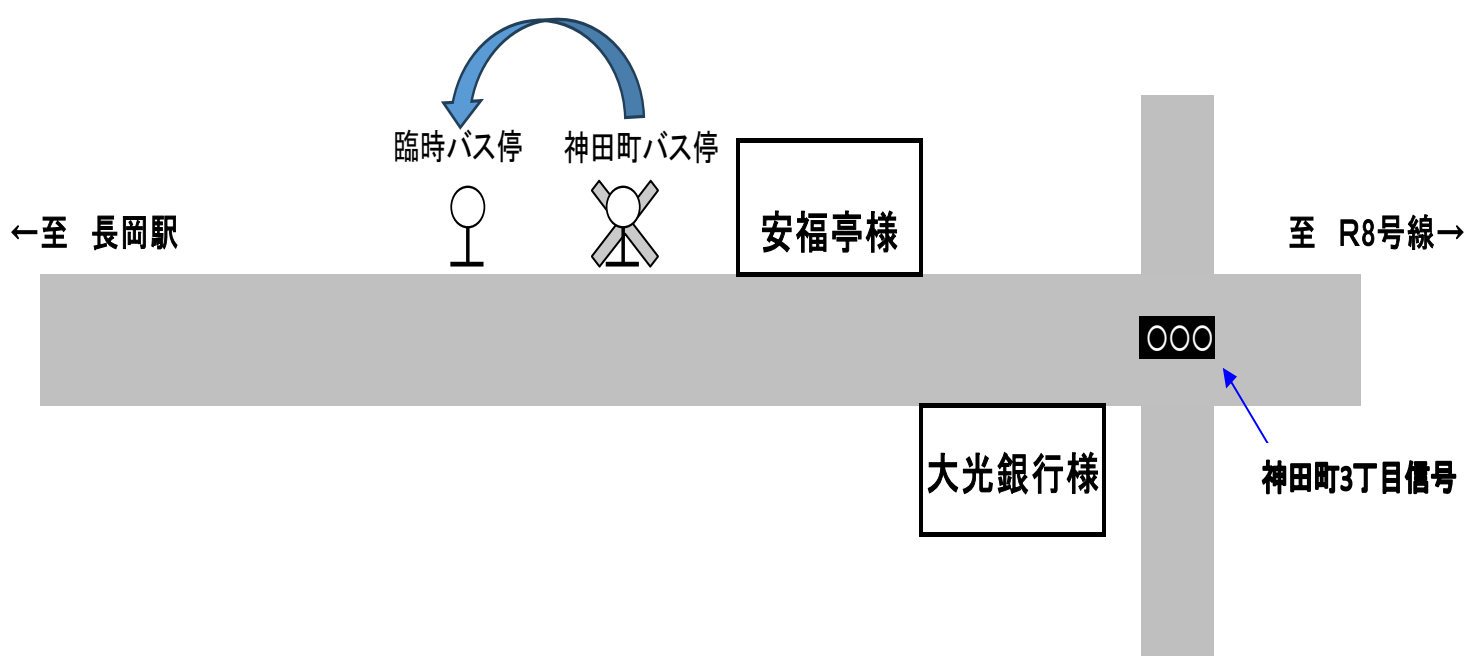 臨時バス停
神田町バス停
←至 長岡駅
安福亭様
至 R8号線→
大光銀行様
神田町3丁目信号